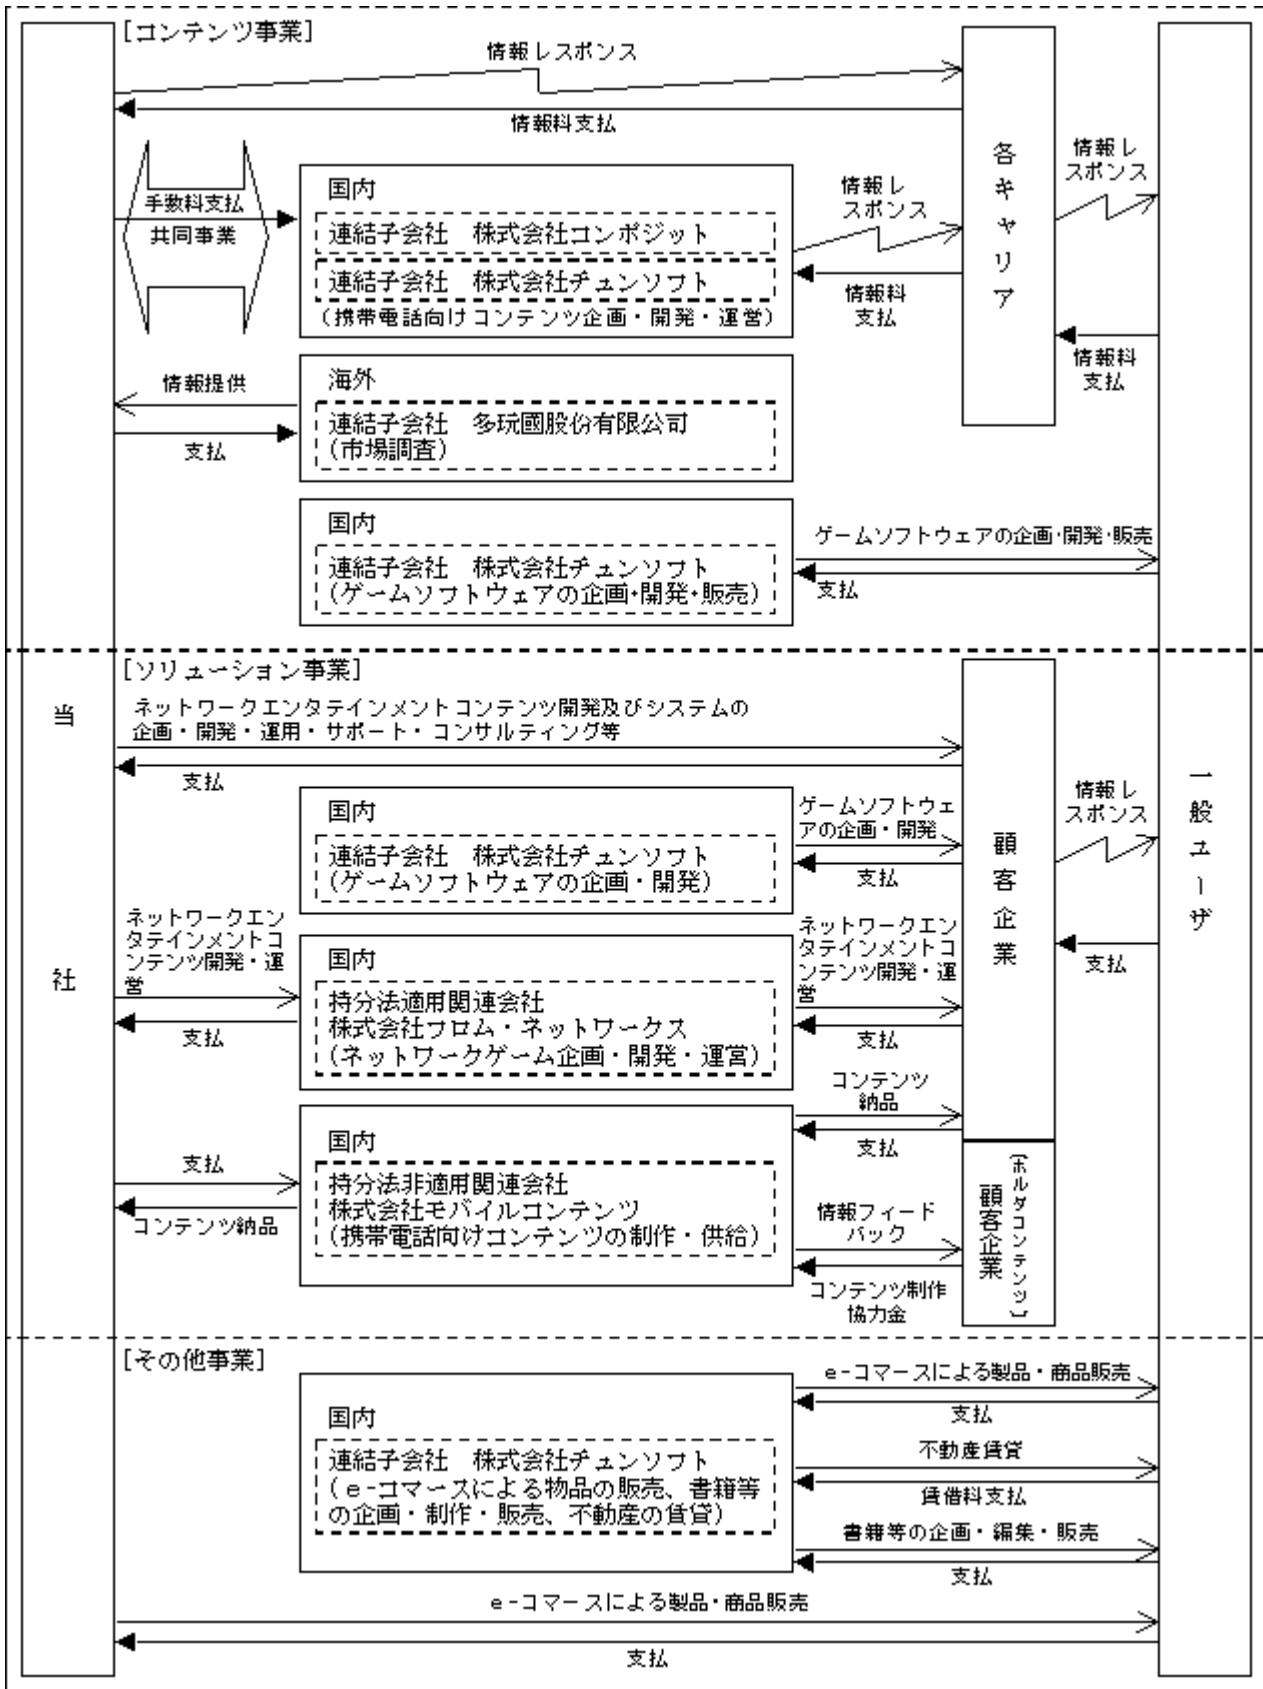 [コンテンツ事業]
情報レスポンス
情報料支払
各キャリア
情報レ
スポンス
手数料支払
共同事業
国内
連結子会社　株式会社コンポジット
連結子会社　株式会社チュンソフト
(携帯電話向けコンテンツ企画・開発・運営)
情報レ
スポンス
情報料
支払
情報料
支払
情報提供
支払
海外
連結子会社　多玩國股份有限公司
(市場調査)
国内
連結子会社　株式会社チュンソフト
(ゲームソフトウェアの企画・開発・販売)
ゲームソフトウェアの企画・開発・販売
支払
[ソリューション事業]
当社
ネットワークエンタテインメントコンテンツ開発及びシステムの
企画・開発・運用・サポート・コンサルティング等
支払
一般ユーザ
顧客企業
情報レ
スポンス
国内
連結子会社　株式会社チュンソフト
(ゲームソフトウェアの企画・開発)
ゲームソフトウェ
アの企画・開発
支払
支払
ネットワークエン
タテインメントコ
ンテンツ開発・運
営
支払
国内
持分法適用関連会社
株式会社フロム・ネットワークス
(ネットワークゲーム企画・開発・運営)
ネットワークエン
タテインメントコ
ンテンツ開発・運
営
支払
コンテンツ
納品
支払
支払
コンテンツ納品
国内
持分法非適用関連会社
株式会社モバイルコンテンツ
(携帯電話向けコンテンツの制作・供給)
情報フィード
バック
コンテンツ制作
協力金
顧客企業
[ホルダコンテンツ]
[その他事業]
国内
連結子会社　株式会社チュンソフト
(e-コマースによる物品の販売、書籍等
の企画・制作・販売、不動産の賃貸)
e-コマースによる製品・商品販売
支払
不動産賃貸
賃借料支払
書籍等の企画・編集・販売
支払
e-コマースによる製品・商品販売
支払